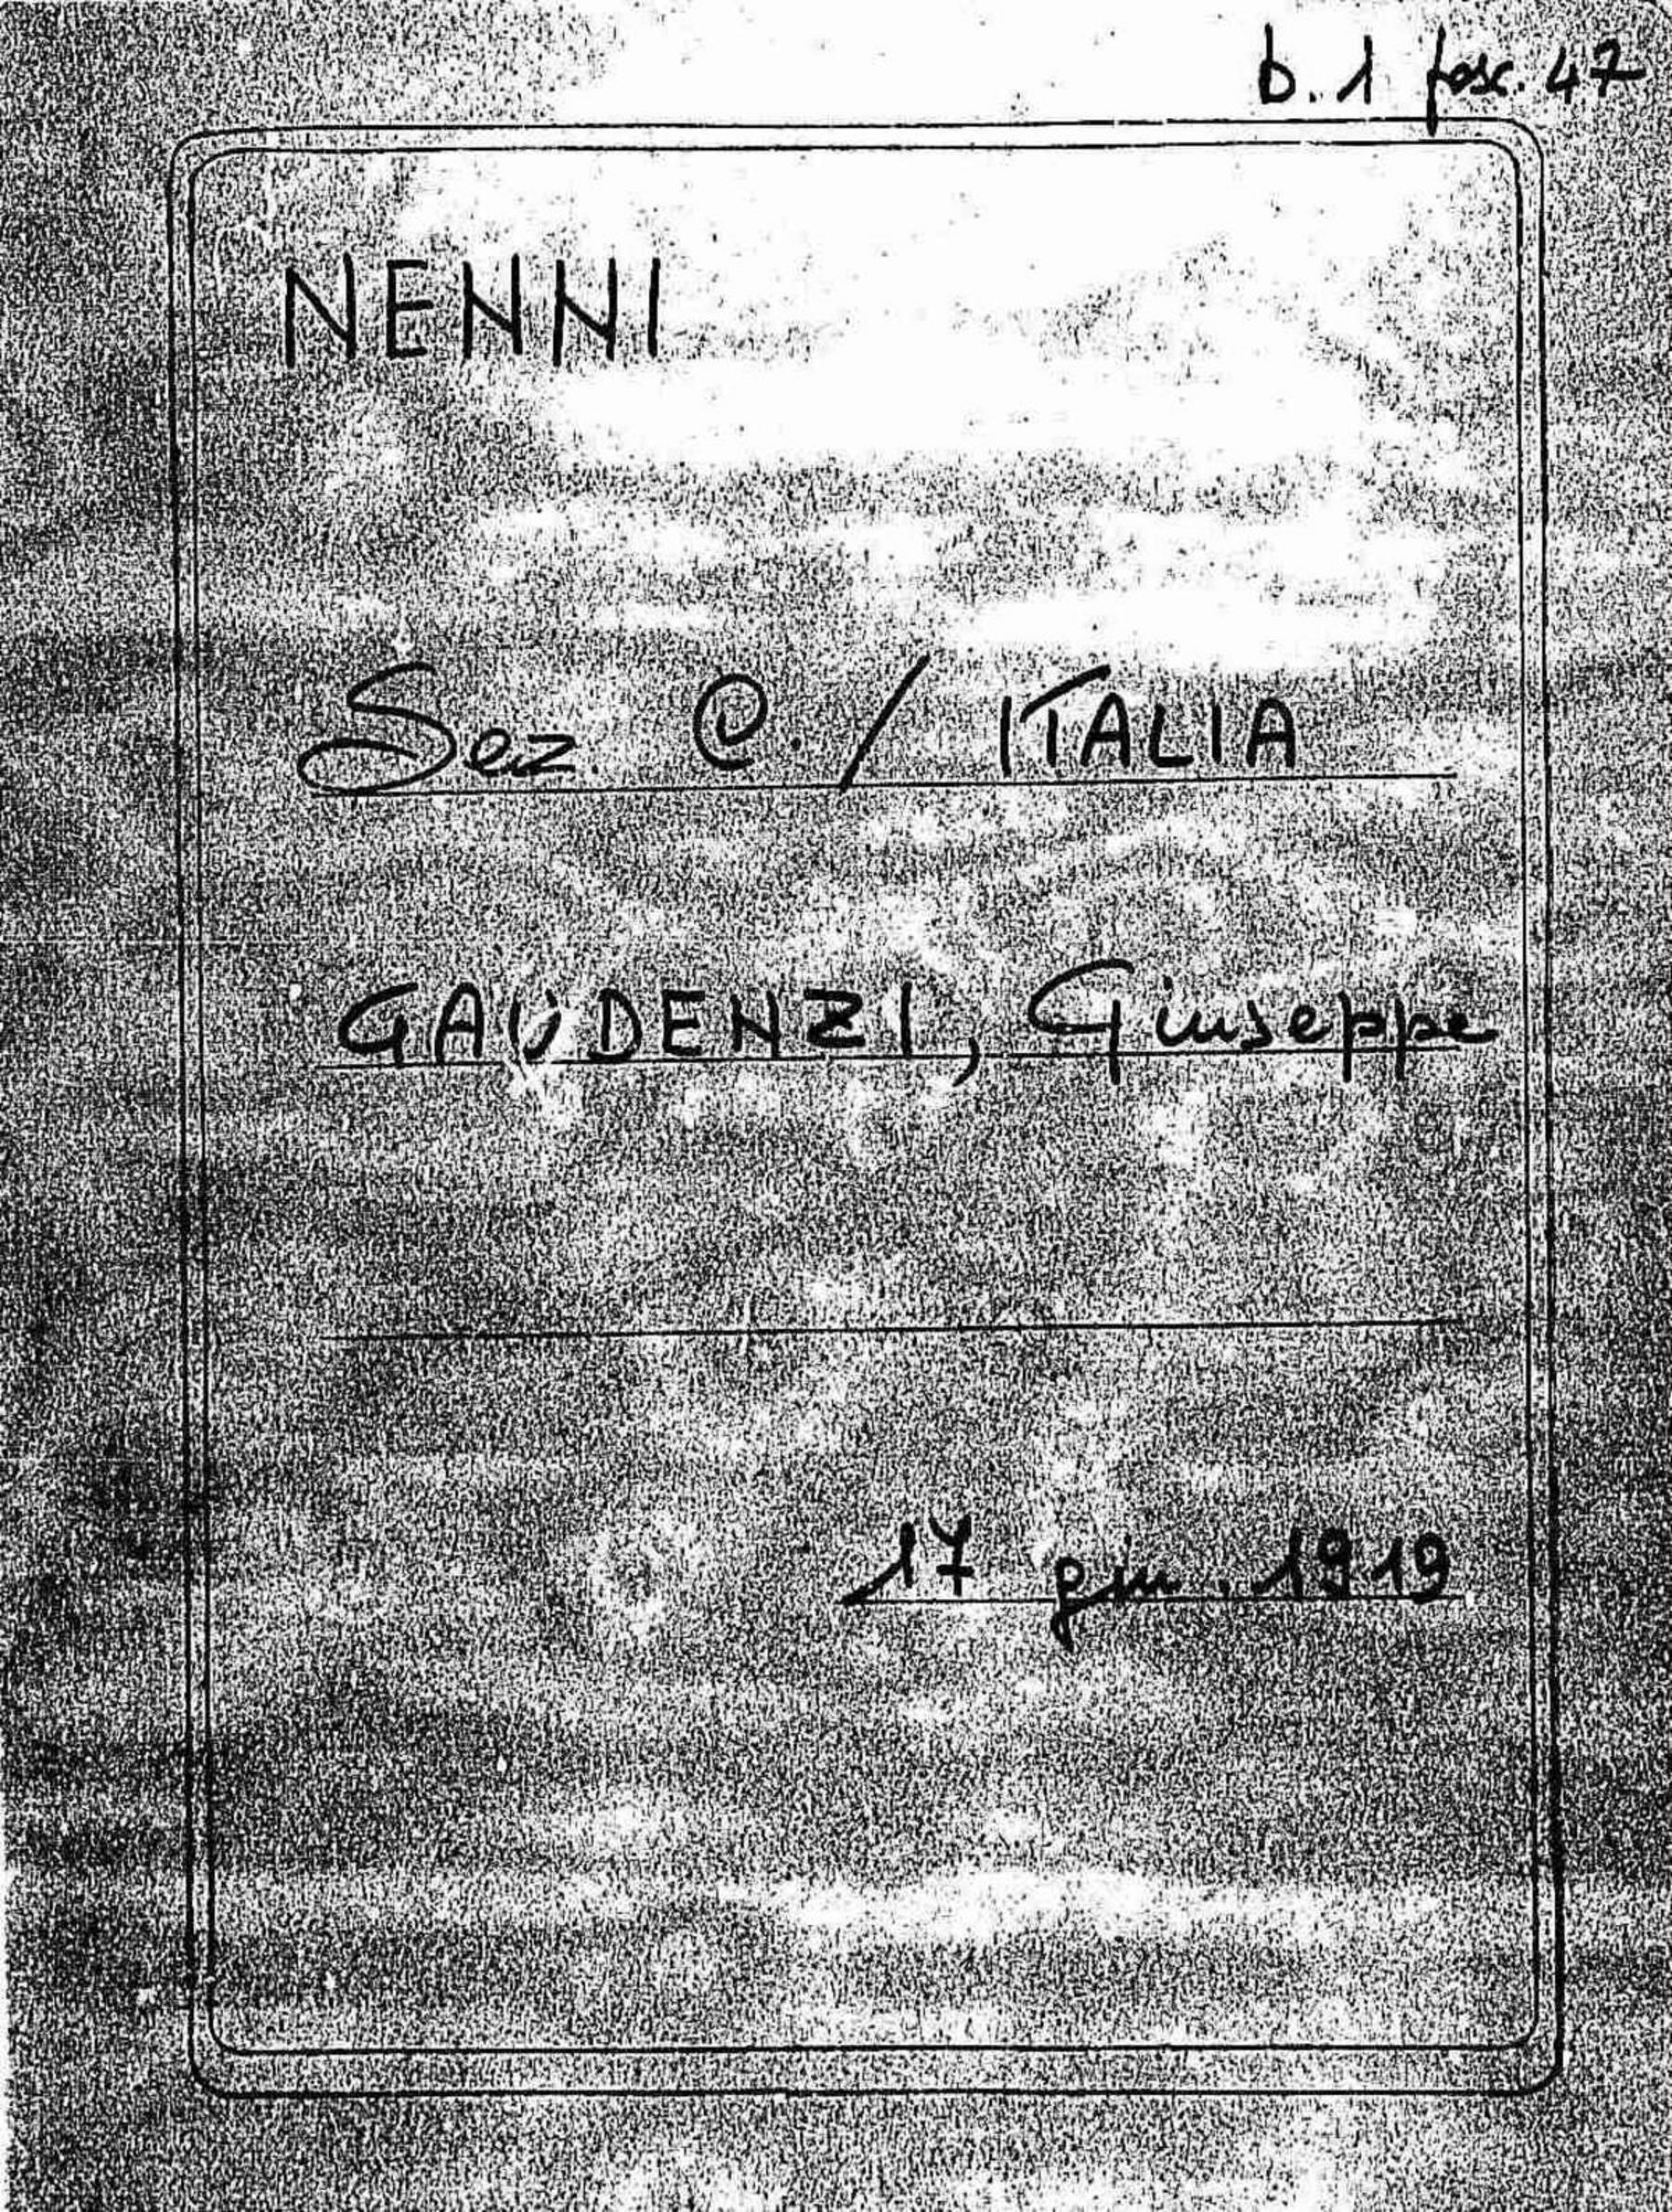 b. 1 fasc. 47
NENNI
Sez. C. / ITALIA
GAUDENZI, Giuseppe
17 giu. 1919